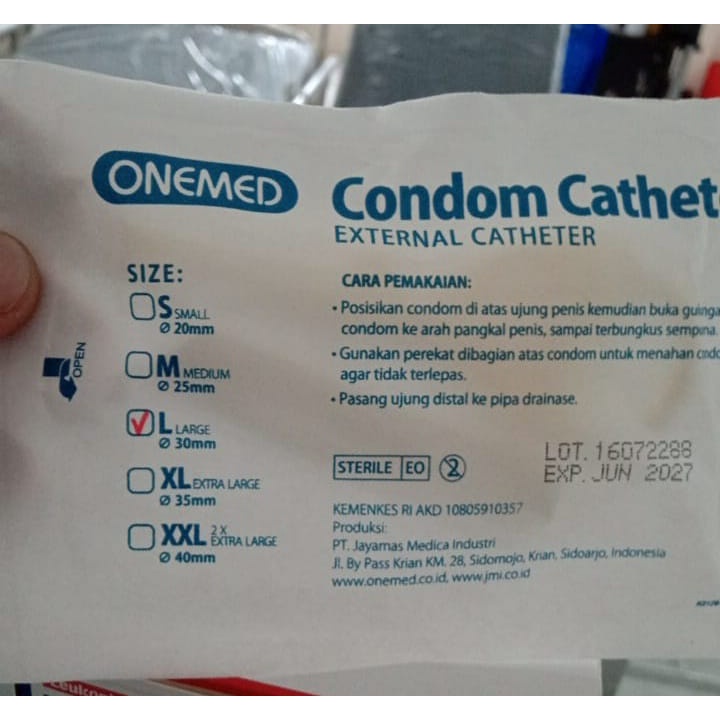 ONEMED
Condom Cathet
EXTERNAL CATHETER
SIZE:
S SMALL
Ø 20mm
M MEDIUM
Ø 25mm
L LARGE
Ø 30mm
XL EXTRA LARGE
Ø 35mm
XXL 2X EXTRA LARGE
Ø 40mm
OPEN
CARA PEMAKAIAN:
• Posisikan condom di atas ujung penis kemudian buka
condom ke arah pangkal penis, sampai terbungkus
• Gunakan perekat dibagian atas condom untuk menahan
agar tidak terlepas.
• Pasang ujung distal ke pipa drainase.
STERILE EO 2
LOT. 16072288
EXP. JUN 2027
KEMENKES RI AKD 10805910357
Produksi:
PT. Jayamas Medica Industri
Jl. By Pass Krian KM. 28, Sidomojo, Krian, Sidoarjo, Indonesia
www.onemed.co.id, www.jmi.co.id